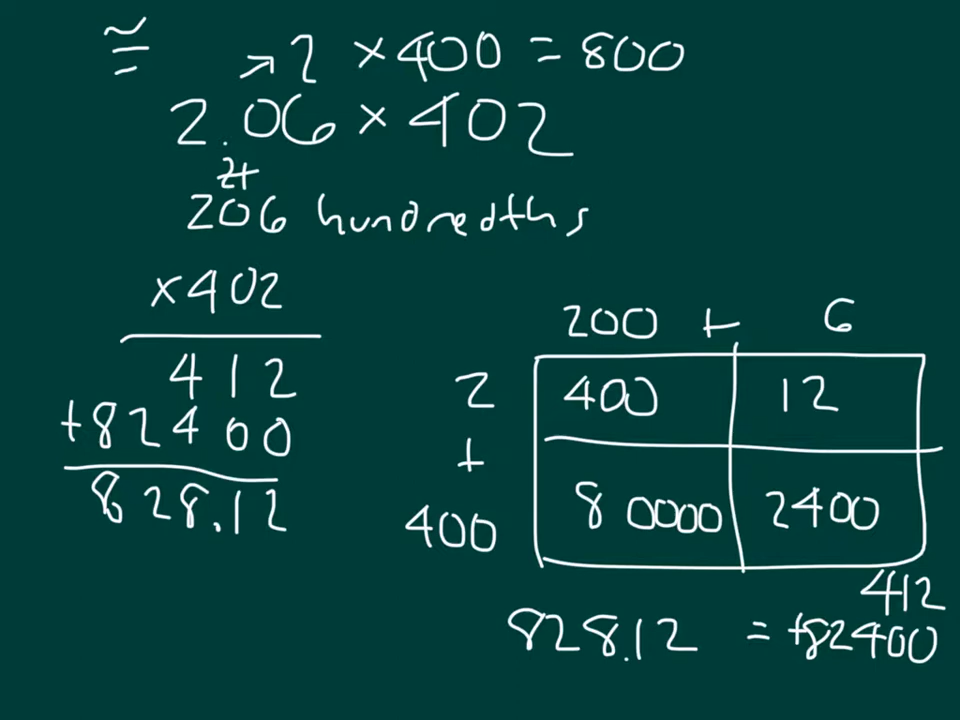 ≅ → 2 × 400 = 800
2.06 × 402
2+
206 hundredths
×402
412
+82400
828.12
200 + 6
2 400 12
+
400 80000 2400
412
828.12 = +82400